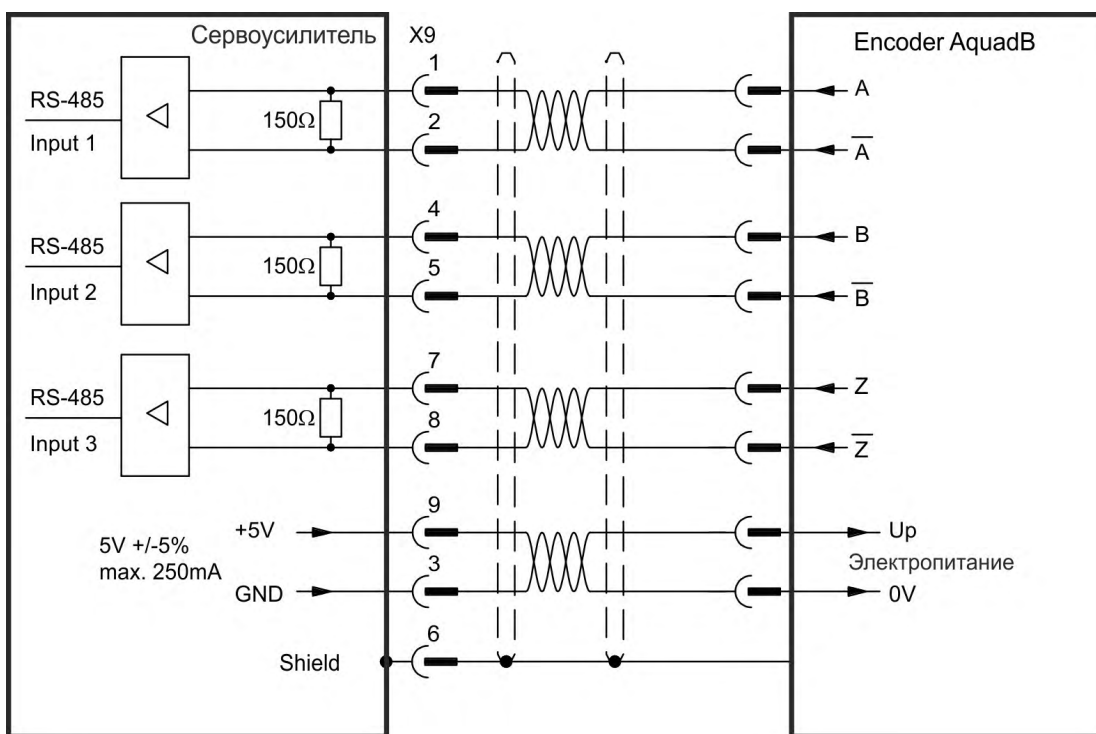 Сервоусилитель
X9
Encoder AquadB
1
RS-485
Input 1
150Ω
2
A
A̅
4
RS-485
Input 2
150Ω
5
B
B̅
7
RS-485
Input 3
150Ω
8
Z
Z̅
9
+5V
5V +/-5%
max. 250mA
Up
Электропитание
3
GND
0V
6
Shield